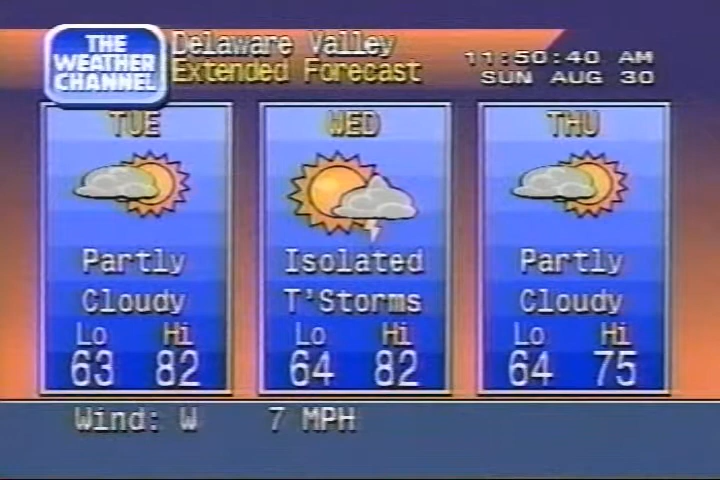 THE
WEATHER
CHANNEL
Delaware Valley
Extended Forecast
11:50:40 AM
SUN AUG 30
TUE
Partly
Cloudy
Lo Hi
63 82
WED
Isolated
T'Storms
Lo Hi
64 82
THU
Partly
Cloudy
Lo Hi
64 75
Wind: W 7 MPH